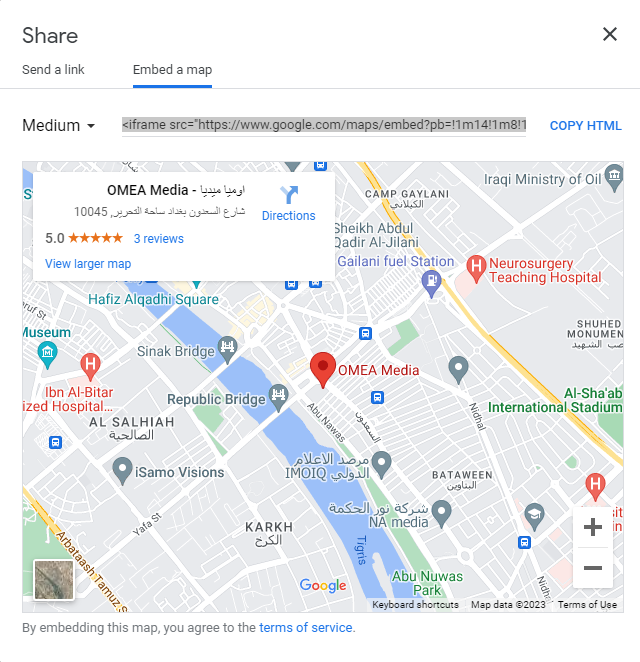 Share
Send a link
Embed a map
Medium
<iframe src="https://www.google.com/maps/embed?pb=!1m14!1m8!1
COPY HTML
OMEA Media - اوميا ميديا
شارع السعدون بغداد ساحة التحرير, 10045
Directions
5.0
3 reviews
View larger map
CAMP GAYLANI
الكيلاني
Iraqi Ministry of Oil
Sheikh Abdul
Qadir Al-Jilani
Gailani fuel Station
Neurosurgery
Teaching Hospital
Hafiz Alqadhi Square
ruf St
Museum
Sinak Bridge
SHUHED
MONUMEN
صب الشهيد
OMEA Media
Ibn Al-Bitar
ized Hospital...
Republic Bridge
Al-Sha'ab
International Stadium
AL SALHIAH
الصالحية
Abu Nawas
السعدون
Nidhal
iSamo Visions
مرصد الاعلام
الدولي IMOIQ
BATAWEEN
البتاوين
Yafa St
KARKH
الكرخ
شركة نور الحكمة
NA media
Tigris
Nidhal
Arbataash Tamuz S
Abu Nuwas
Park
Google
Keyboard shortcuts
Map data ©2023
Terms of Use
By embedding this map, you agree to the terms of service.